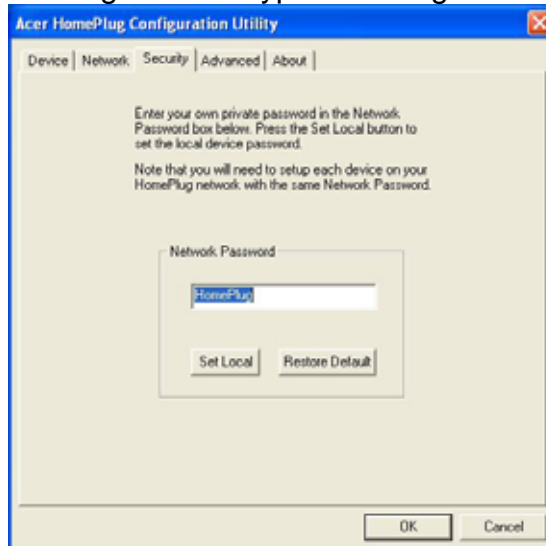 Acer HomePlug Configuration Utility
Device Network Security Advanced About
Enter your own private password in the Network
Password box below. Press the Set Local button to
set the local device password.
Note that you will need to setup each device on your
HomePlug network with the same Network Password.
Network Password
HomePlug
Set Local Restore Default
OK Cancel